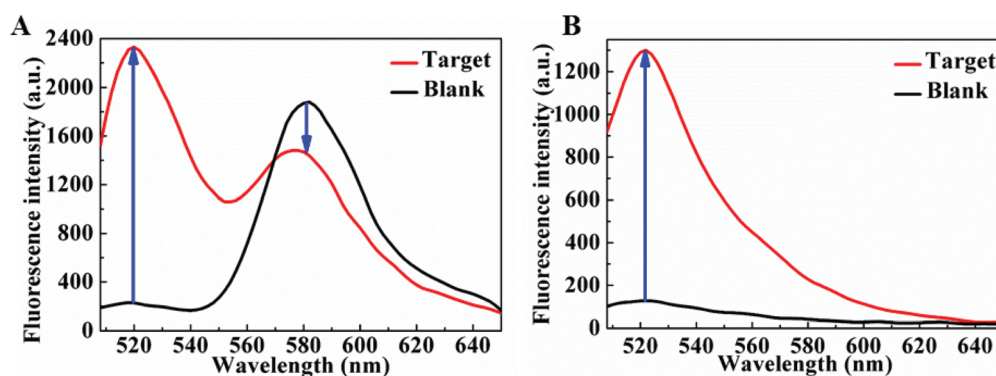 A
Fluorescence intensity (a.u.)
2400
2000
1600
1200
800
400
0
Target
Blank
520 540 560 580 600 620 640
Wavelength (nm)
B
Fluorescence intensity (a.u.)
1200
1000
800
600
400
200
0
Target
Blank
520 540 560 580 600 620 640
Wavelength (nm)